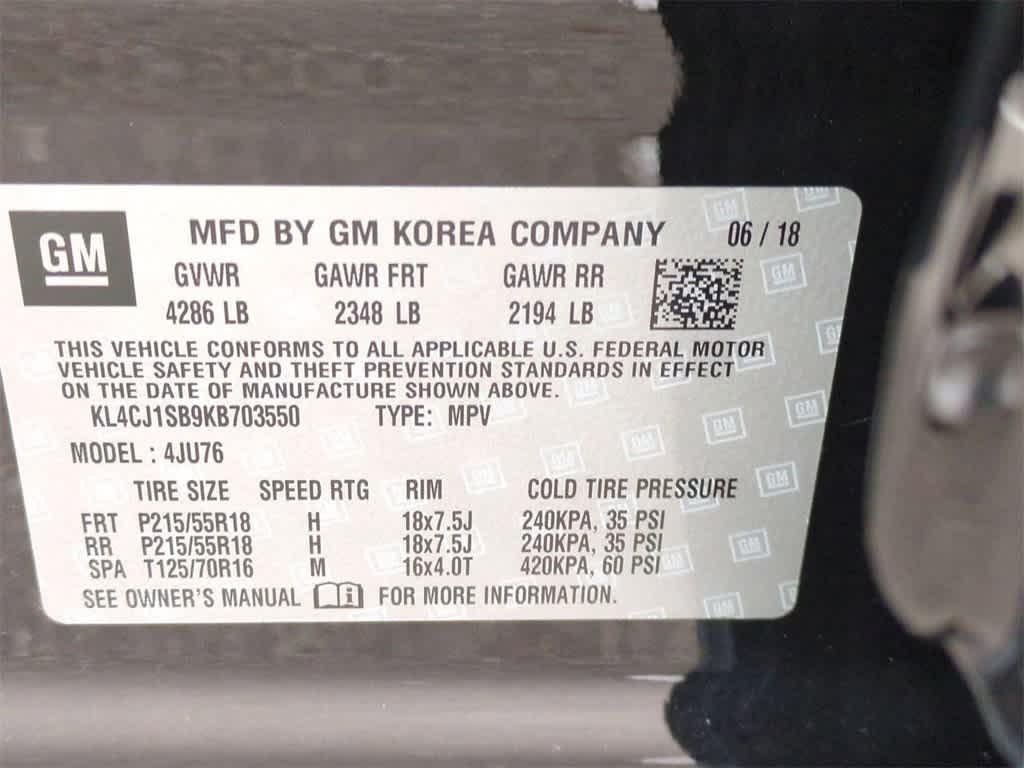 GM
MFD BY GM KOREA COMPANY 06 / 18
GVWR GAWR FRT GAWR RR
4286 LB 2348 LB 2194 LB
THIS VEHICLE CONFORMS TO ALL APPLICABLE U.S. FEDERAL MOTOR
VEHICLE SAFETY AND THEFT PREVENTION STANDARDS IN EFFECT
ON THE DATE OF MANUFACTURE SHOWN ABOVE.
KL4CJ1SB9KB703550 TYPE: MPV
MODEL : 4JU76
TIRE SIZE SPEED RTG RIM COLD TIRE PRESSURE
FRT P215/55R18 H 18x7.5J 240KPA, 35 PSI
RR P215/55R18 H 18x7.5J 240KPA, 35 PSI
SPA T125/70R16 M 16x4.0T 420KPA, 60 PSI
SEE OWNER'S MANUAL FOR MORE INFORMATION.